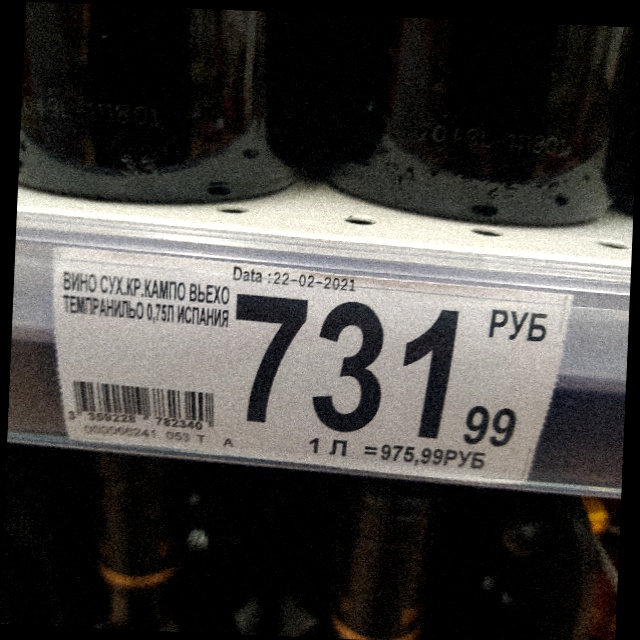 Data :22-02-2021
ВИНО СУХ.КР.КАМПО ВЬЕХО
ТЕМПРАНИЛЬО 0,75Л ИСПАНИЯ
731 99 РУБ
1 Л =975,99РУБ